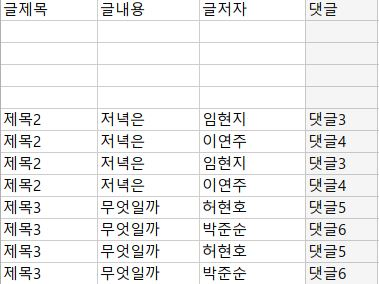 글제목 글내용 글저자 댓글
제목2 저녁은 임현지 댓글3
제목2 저녁은 이연주 댓글4
제목2 저녁은 임현지 댓글3
제목2 저녁은 이연주 댓글4
제목3 무엇일까 허현호 댓글5
제목3 무엇일까 박준순 댓글6
제목3 무엇일까 허현호 댓글5
제목3 무엇일까 박준순 댓글6